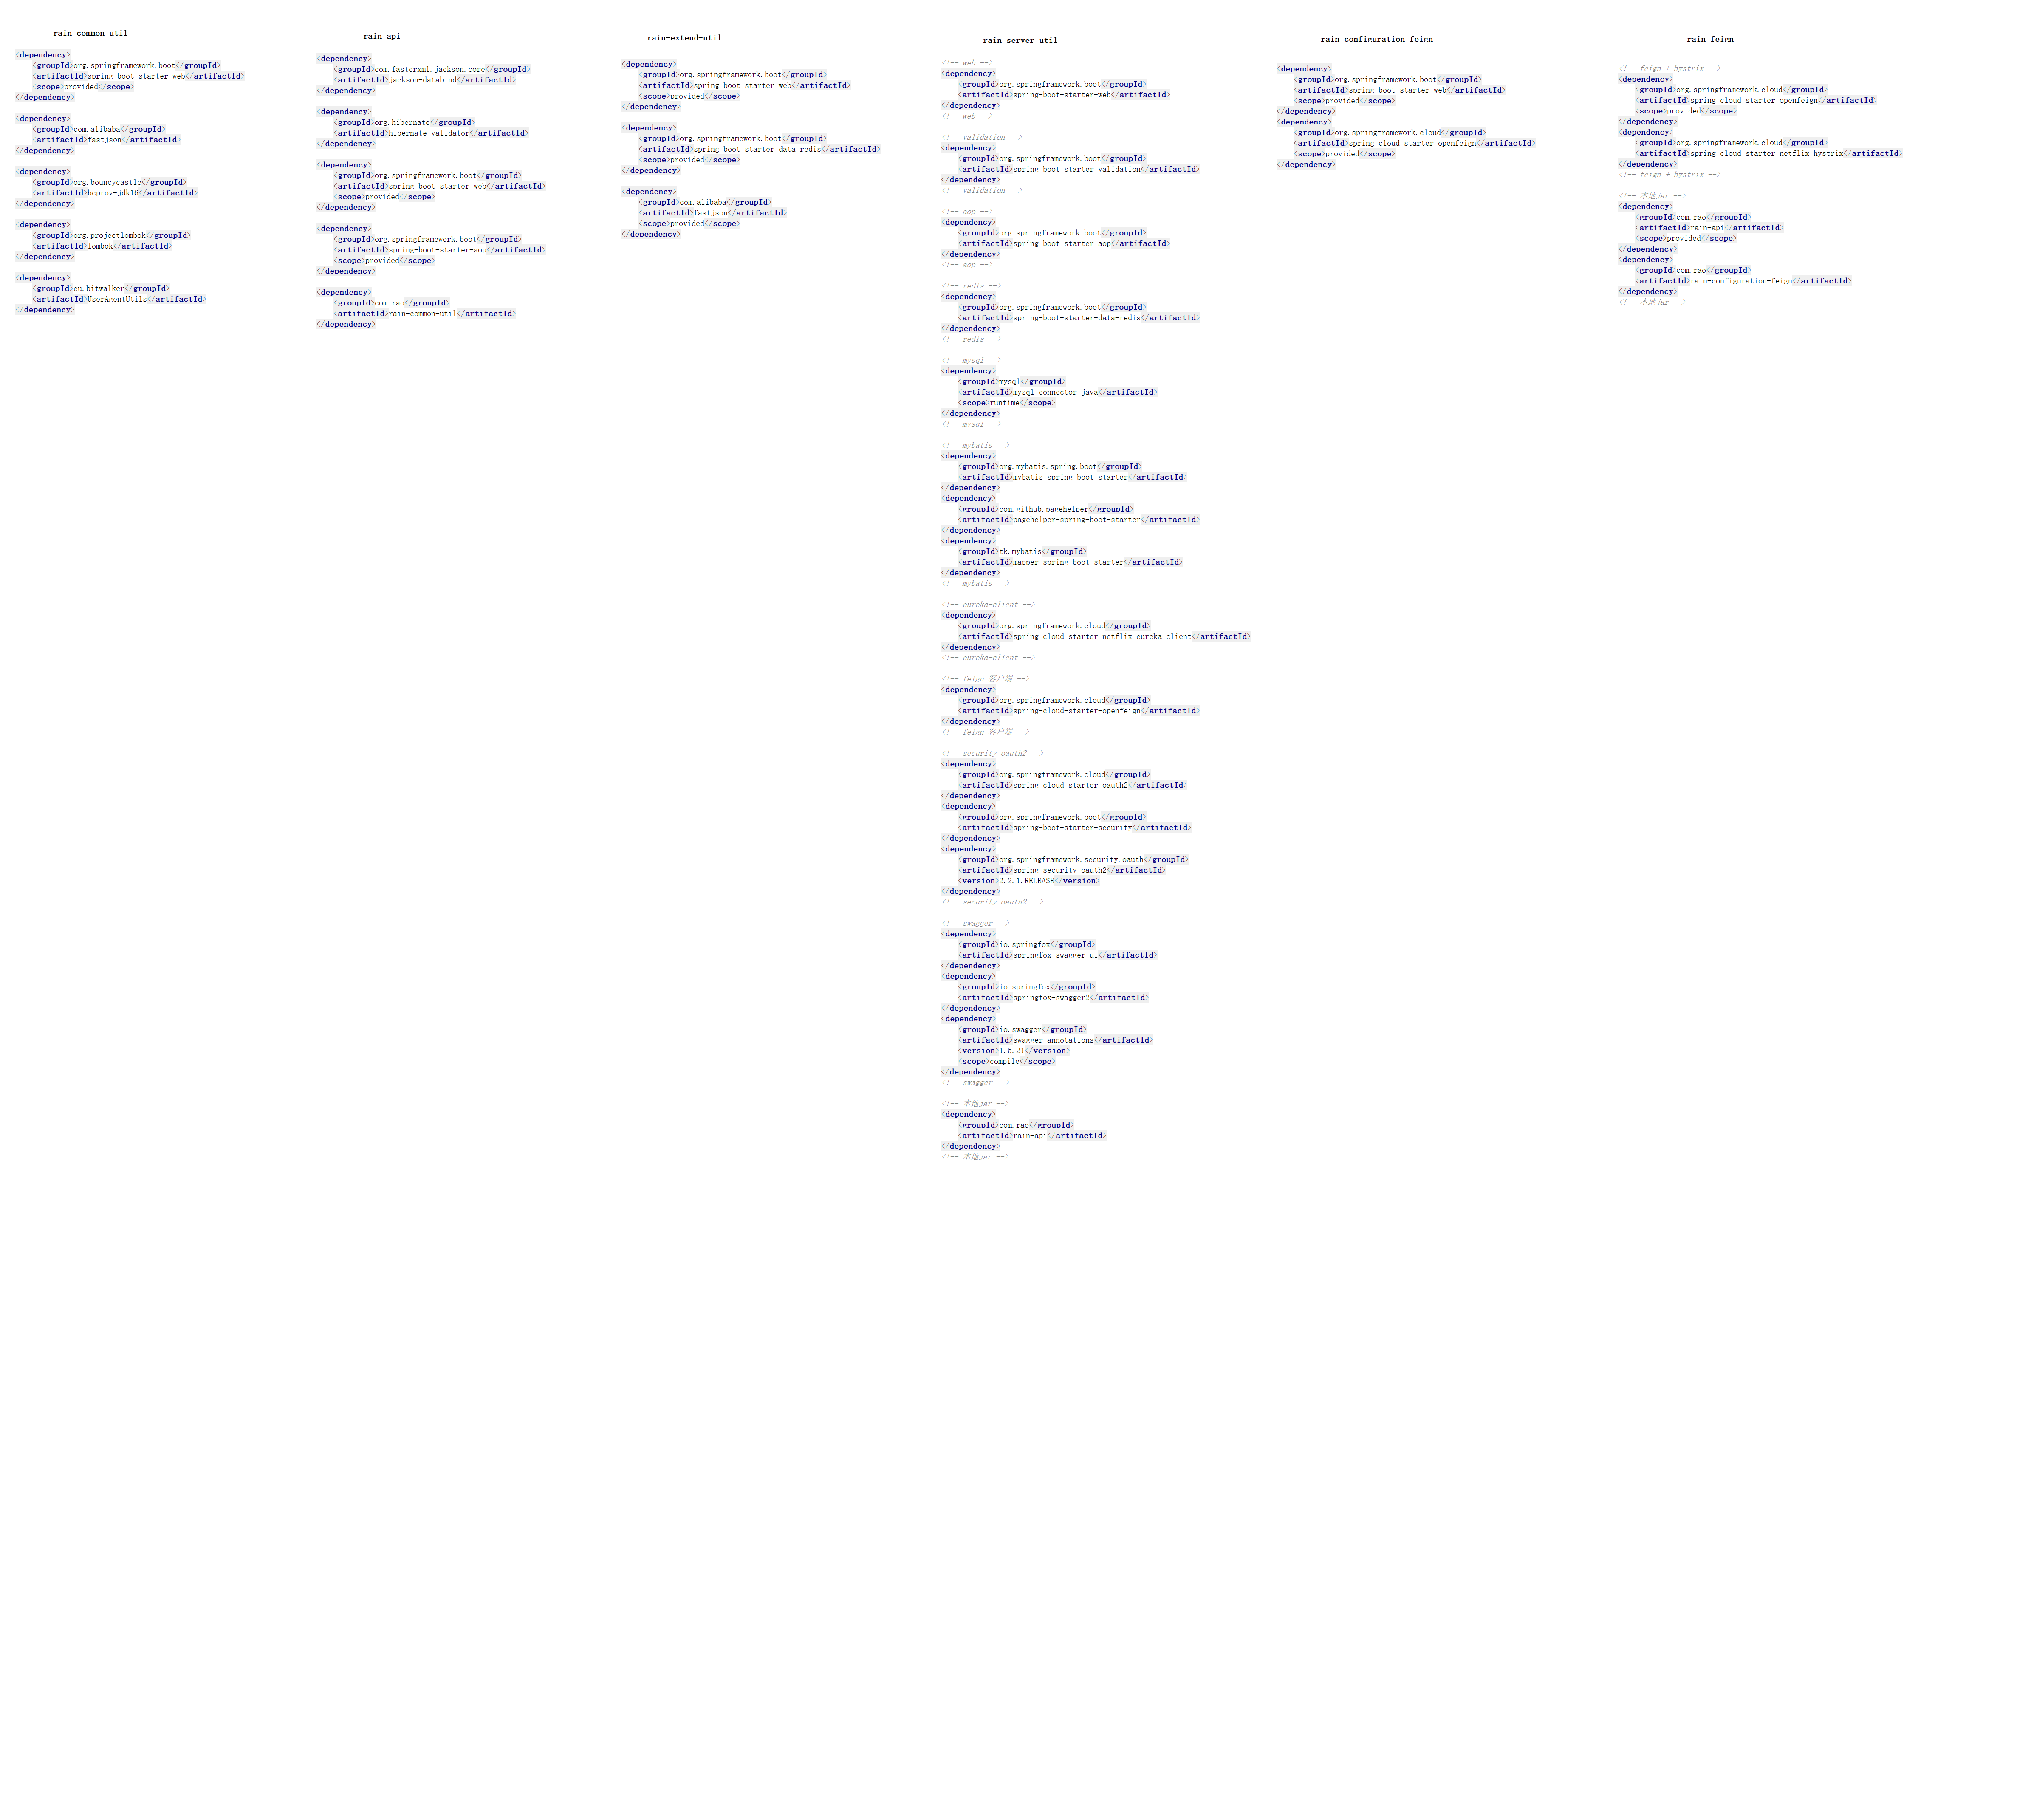 rain-common-util
<dependency>
<groupId>org.springframework.boot</groupId>
<artifactId>spring-boot-starter-web</artifactId>
<scope>provided</scope>
</dependency>
<dependency>
<groupId>com.alibaba</groupId>
<artifactId>fastjson</artifactId>
</dependency>
<dependency>
<groupId>org.bouncycastle</groupId>
<artifactId>bcprov-jdk16</artifactId>
</dependency>
<dependency>
<groupId>org.projectlombok</groupId>
<artifactId>lombok</artifactId>
</dependency>
<dependency>
<groupId>eu.bitwalker</groupId>
<artifactId>UserAgentUtils</artifactId>
</dependency>
rain-api
<dependency>
<groupId>com.fasterxml.jackson.core</groupId>
<artifactId>jackson-databind</artifactId>
</dependency>
<dependency>
<groupId>org.hibernate</groupId>
<artifactId>hibernate-validator</artifactId>
</dependency>
<dependency>
<groupId>org.springframework.boot</groupId>
<artifactId>spring-boot-starter-web</artifactId>
<scope>provided</scope>
</dependency>
<dependency>
<groupId>org.springframework.boot</groupId>
<artifactId>spring-boot-starter-aop</artifactId>
<scope>provided</scope>
</dependency>
<dependency>
<groupId>com.rao</groupId>
<artifactId>rain-common-util</artifactId>
</dependency>
rain-extend-util
<dependency>
<groupId>org.springframework.boot</groupId>
<artifactId>spring-boot-starter-web</artifactId>
<scope>provided</scope>
</dependency>
<dependency>
<groupId>org.springframework.boot</groupId>
<artifactId>spring-boot-starter-data-redis</artifactId>
<scope>provided</scope>
</dependency>
<dependency>
<groupId>com.alibaba</groupId>
<artifactId>fastjson</artifactId>
<scope>provided</scope>
</dependency>
rain-server-util
<!-- web -->
<dependency>
<groupId>org.springframework.boot</groupId>
<artifactId>spring-boot-starter-web</artifactId>
</dependency>
<!-- web -->
<!-- validation -->
<dependency>
<groupId>org.springframework.boot</groupId>
<artifactId>spring-boot-starter-validation</artifactId>
</dependency>
<!-- validation -->
<!-- aop -->
<dependency>
<groupId>org.springframework.boot</groupId>
<artifactId>spring-boot-starter-aop</artifactId>
</dependency>
<!-- aop -->
<!-- redis -->
<dependency>
<groupId>org.springframework.boot</groupId>
<artifactId>spring-boot-starter-data-redis</artifactId>
</dependency>
<!-- redis -->
<!-- mysql -->
<dependency>
<groupId>mysql</groupId>
<artifactId>mysql-connector-java</artifactId>
<scope>runtime</scope>
</dependency>
<!-- mysql -->
<!-- mybatis -->
<dependency>
<groupId>org.mybatis.spring.boot</groupId>
<artifactId>mybatis-spring-boot-starter</artifactId>
</dependency>
<dependency>
<groupId>com.github.pagehelper</groupId>
<artifactId>pagehelper-spring-boot-starter</artifactId>
</dependency>
<dependency>
<groupId>tk.mybatis</groupId>
<artifactId>mapper-spring-boot-starter</artifactId>
</dependency>
<!-- mybatis -->
<!-- eureka-client -->
<dependency>
<groupId>org.springframework.cloud</groupId>
<artifactId>spring-cloud-starter-netflix-eureka-client</artifactId>
</dependency>
<!-- eureka-client -->
<!-- feign 客户端 -->
<dependency>
<groupId>org.springframework.cloud</groupId>
<artifactId>spring-cloud-starter-openfeign</artifactId>
</dependency>
<!-- feign 客户端 -->
<!-- security-oauth2 -->
<dependency>
<groupId>org.springframework.cloud</groupId>
<artifactId>spring-cloud-starter-oauth2</artifactId>
</dependency>
<dependency>
<groupId>org.springframework.boot</groupId>
<artifactId>spring-boot-starter-security</artifactId>
</dependency>
<dependency>
<groupId>org.springframework.security.oauth</groupId>
<artifactId>spring-security-oauth2</artifactId>
<version>2.2.1.RELEASE</version>
</dependency>
<!-- security-oauth2 -->
<!-- swagger -->
<dependency>
<groupId>io.springfox</groupId>
<artifactId>springfox-swagger-ui</artifactId>
</dependency>
<dependency>
<groupId>io.springfox</groupId>
<artifactId>springfox-swagger2</artifactId>
</dependency>
<dependency>
<groupId>io.swagger</groupId>
<artifactId>swagger-annotations</artifactId>
<version>1.5.21</version>
<scope>compile</scope>
</dependency>
<!-- swagger -->
<!-- 本地jar -->
<dependency>
<groupId>com.rao</groupId>
<artifactId>rain-api</artifactId>
</dependency>
<!-- 本地jar -->
rain-configuration-feign
<dependency>
<groupId>org.springframework.boot</groupId>
<artifactId>spring-boot-starter-web</artifactId>
<scope>provided</scope>
</dependency>
<dependency>
<groupId>org.springframework.cloud</groupId>
<artifactId>spring-cloud-starter-openfeign</artifactId>
<scope>provided</scope>
</dependency>
rain-feign
<!-- feign + hystrix -->
<dependency>
<groupId>org.springframework.cloud</groupId>
<artifactId>spring-cloud-starter-openfeign</artifactId>
<scope>provided</scope>
</dependency>
<dependency>
<groupId>org.springframework.cloud</groupId>
<artifactId>spring-cloud-starter-netflix-hystrix</artifactId>
</dependency>
<!-- feign + hystrix -->
<!-- 本地jar -->
<dependency>
<groupId>com.rao</groupId>
<artifactId>rain-api</artifactId>
<scope>provided</scope>
</dependency>
<dependency>
<groupId>com.rao</groupId>
<artifactId>rain-configuration-feign</artifactId>
</dependency>
<!-- 本地jar -->